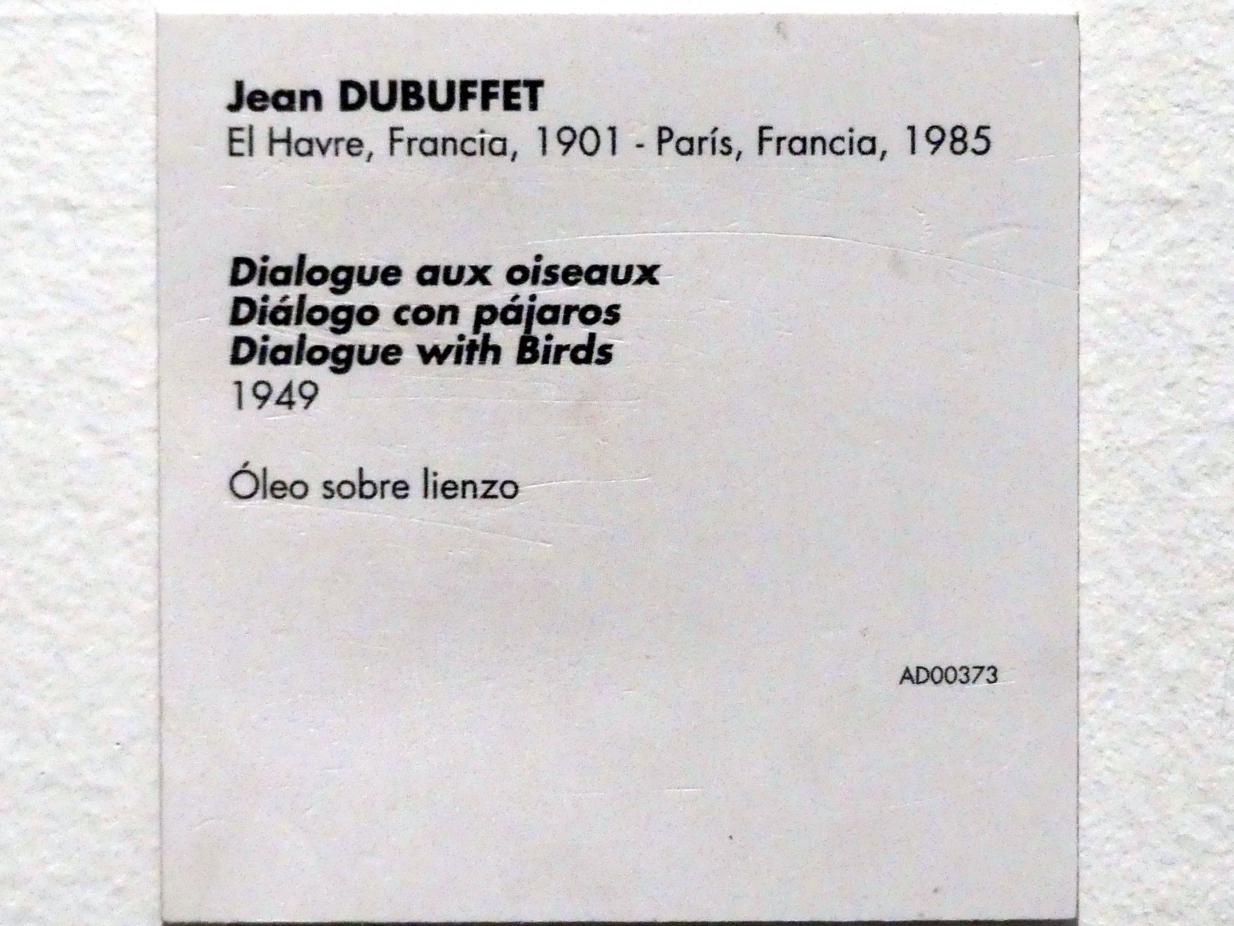 Jean DUBUFFET
El Havre, Francia, 1901 - París, Francia, 1985
Dialogue aux oiseaux
Diálogo con pájaros
Dialogue with Birds
1949
Óleo sobre lienzo
AD00373